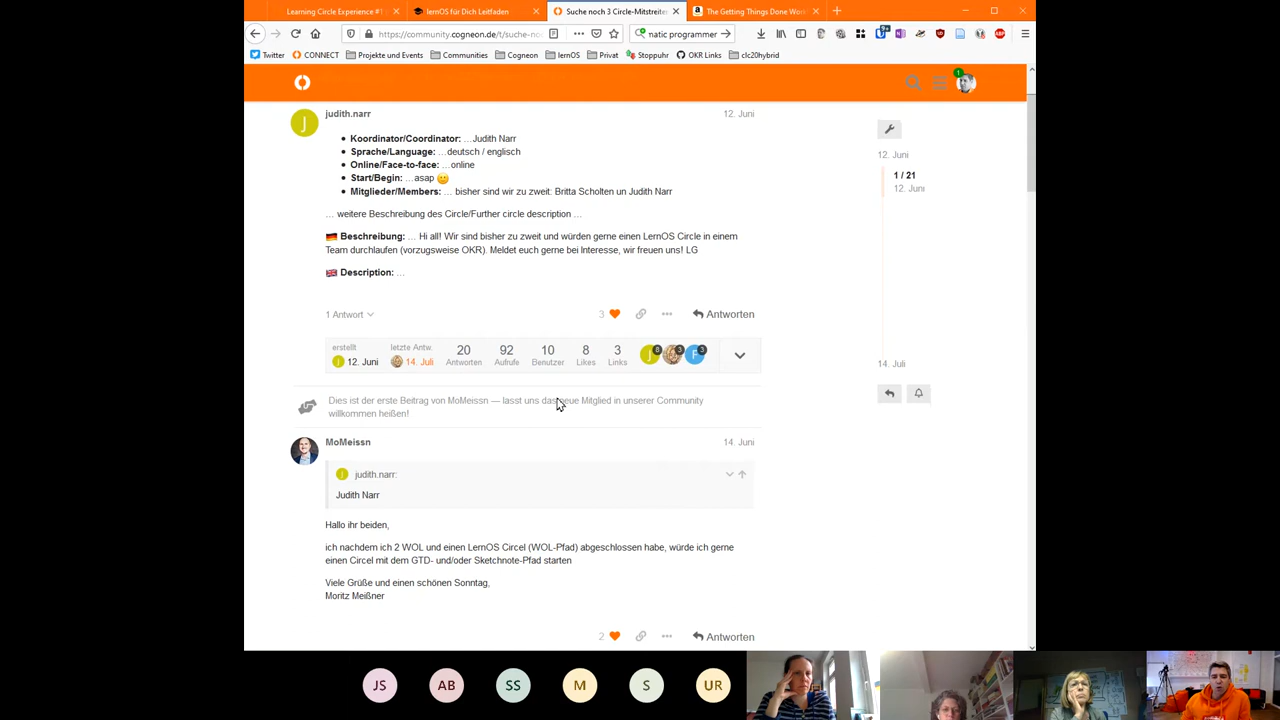 Learning Circle Experience #1
lernOS für Dich Leitfaden
Suche noch 3 Circle-Mitstreiter
The Getting Things Done Work
https://community.cogneon.de/t/suche-no
natic programmer
Twitter
CONNECT
Projekte und Events
Communities
Cogneon
lernOS
Privat
Stoppuhr
OKR Links
clc20hybrid
1
judith.narr
12. Juni
Koordinator/Coordinator: …Judith Narr
Sprache/Language: …deutsch / englisch
Online/Face-to-face: …online
Start/Begin: …asap
Mitglieder/Members: … bisher sind wir zu zweit: Britta Scholten un Judith Narr
… weitere Beschreibung des Circle/Further circle description …
Beschreibung: … Hi all! Wir sind bisher zu zweit und würden gerne einen LernOS Circle in einem
Team durchlaufen (vorzugsweise OKR). Meldet euch gerne bei Interesse, wir freuen uns! LG
Description: …
1 Antwort
3
Antworten
erstellt
J 12. Juni
letzte Antw.
14. Juli
20
Antworten
92
Aufrufe
10
Benutzer
8
Likes
3
Links
J 8
3
F 3
Dies ist der erste Beitrag von MoMeissn — lasst uns das neue Mitglied in unserer Community
willkommen heißen!
MoMeissn
14. Juni
J judith.narr:
Judith Narr
Hallo ihr beiden,
ich nachdem ich 2 WOL und einen LernOS Circel (WOL-Pfad) abgeschlossen habe, würde ich gerne
einen Circel mit dem GTD- und/oder Sketchnote-Pfad starten
Viele Grüße und einen schönen Sonntag,
Moritz Meißner
2
Antworten
12. Juni
1 / 21
12. Juni
14. Juli
JS
AB
SS
M
S
UR